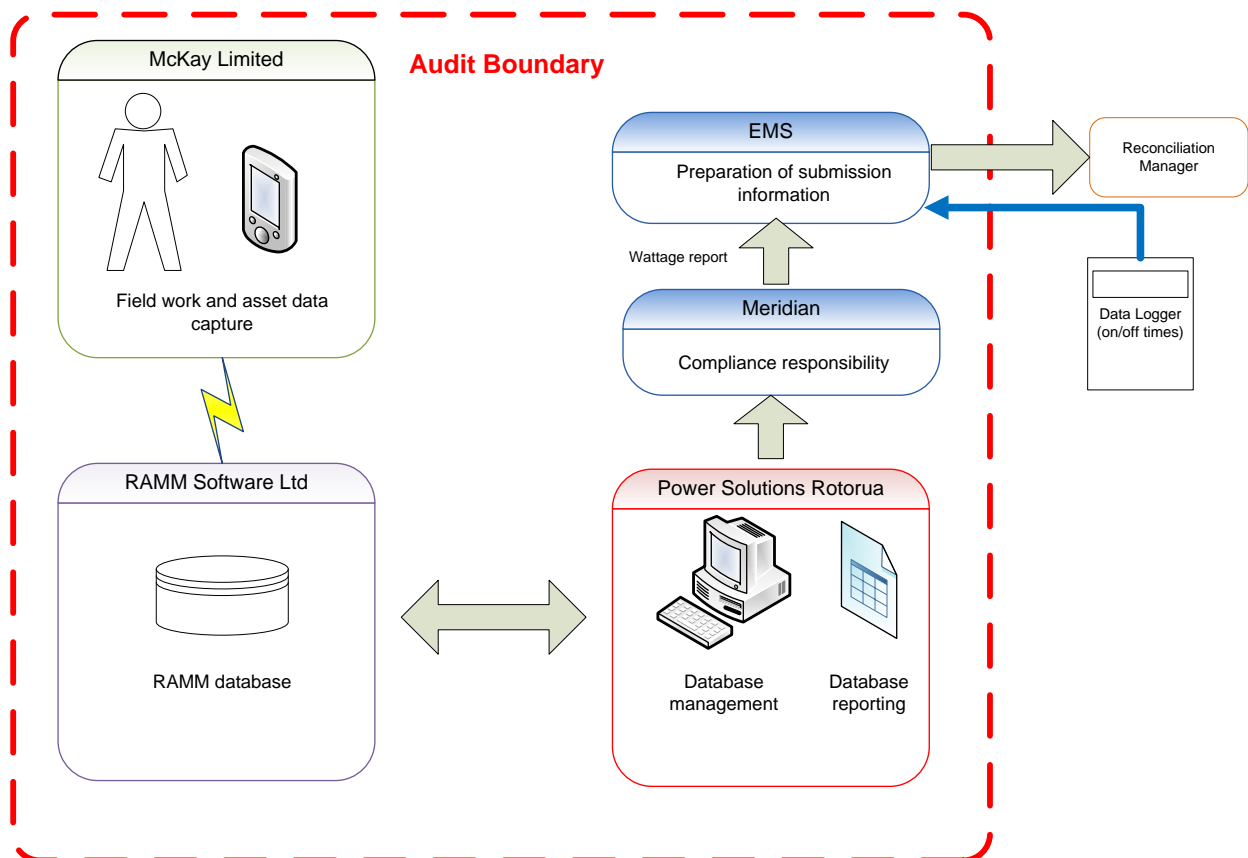 McKay Limited
Audit Boundary
Field work and asset data
capture
EMS
Preparation of submission
information
Reconciliation
Manager
Wattage report
Meridian
Compliance responsibility
Data Logger
(on/off times)
RAMM Software Ltd
RAMM database
Power Solutions Rotorua
Database
management
Database
reporting